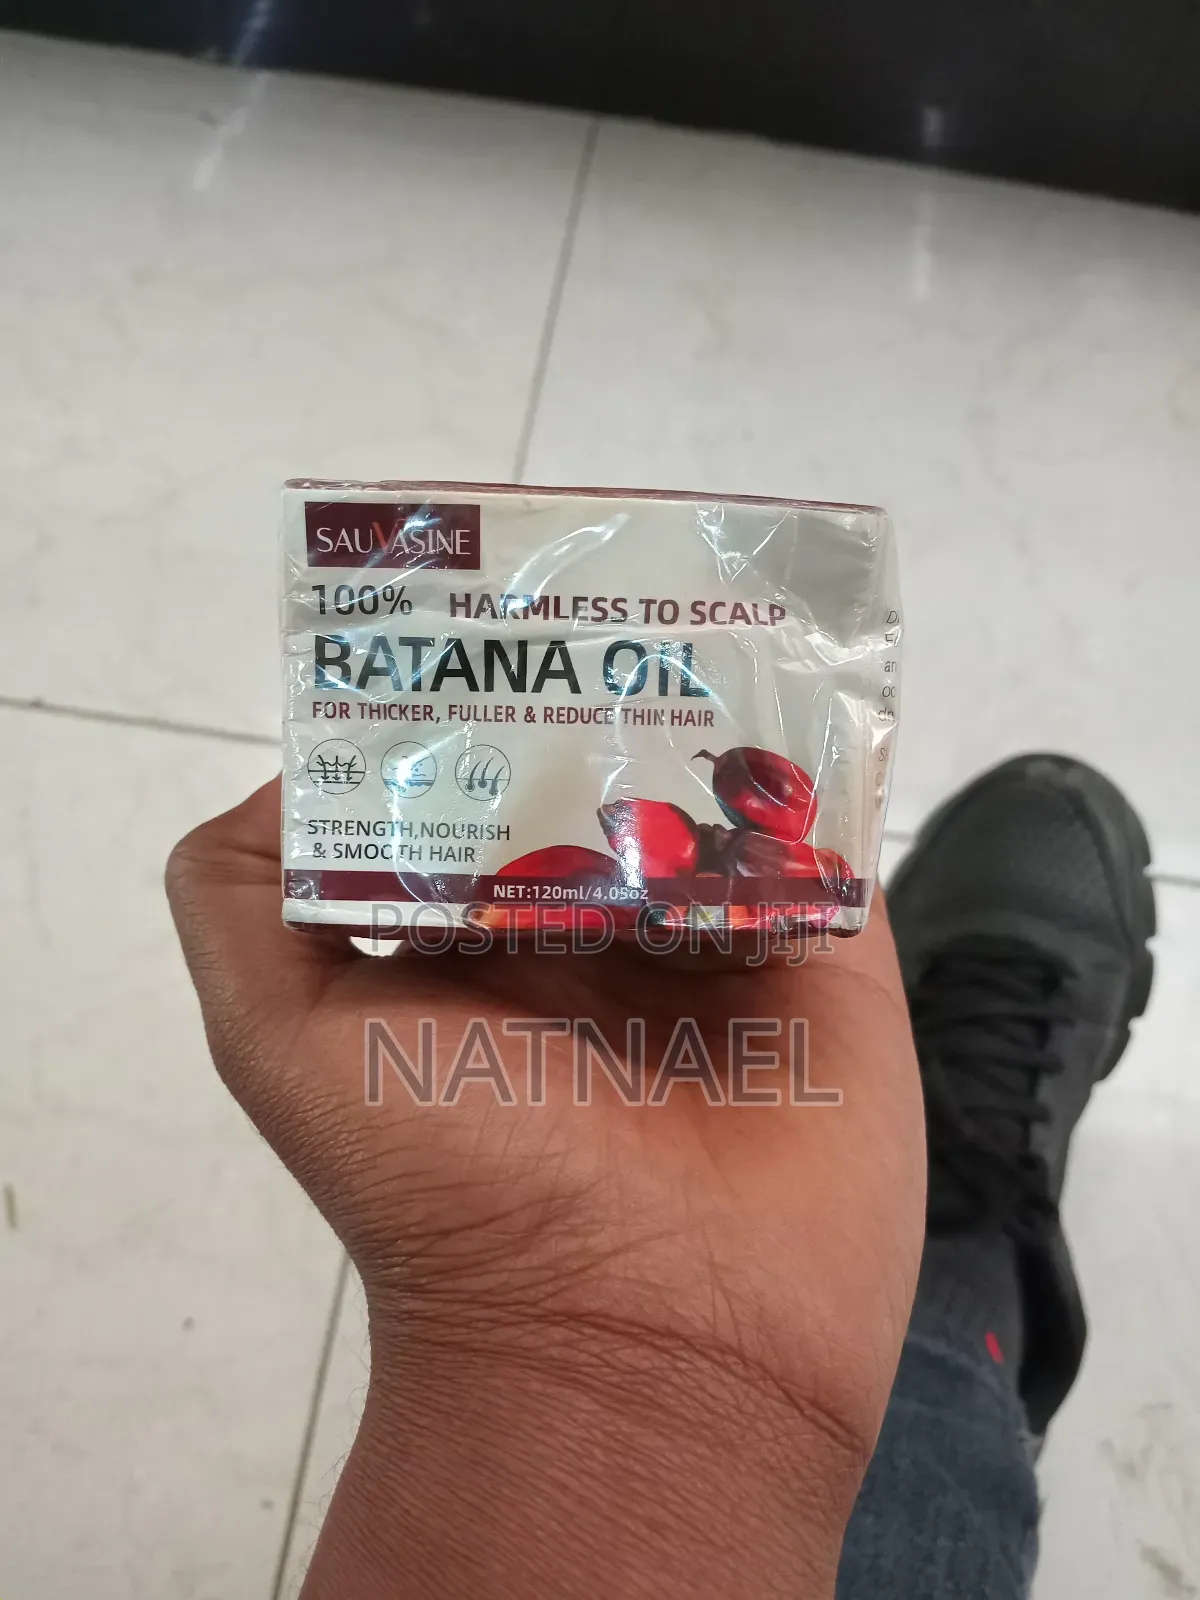 SAUVASINE
100% HARMLESS TO SCALP
BATANA OIL
FOR THICKER, FULLER & REDUCE THIN HAIR
STRENGTH,NOURISH
& SMOOTH HAIR
NET:120ml/4.05oz
POSTED ON JIJI
NATNAEL